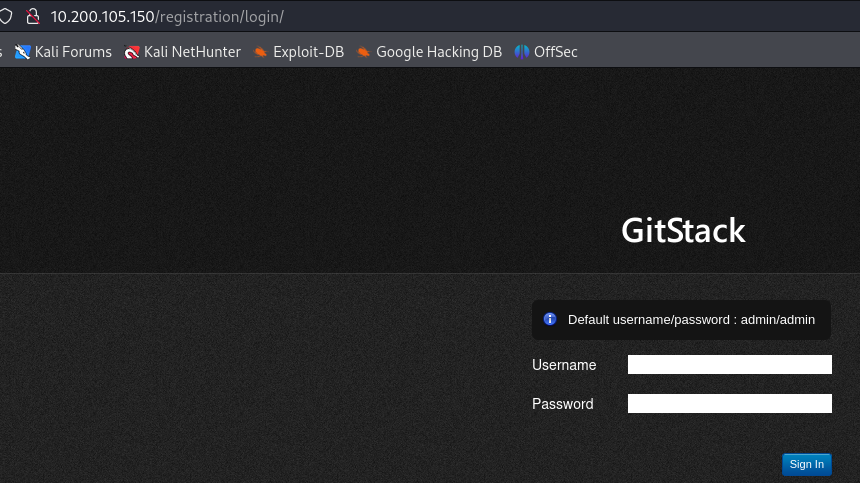 10.200.105.150/registration/login/
s Kali Forums Kali NetHunter Exploit-DB Google Hacking DB OffSec
GitStack
Default username/password : admin/admin
Username
Password
Sign In